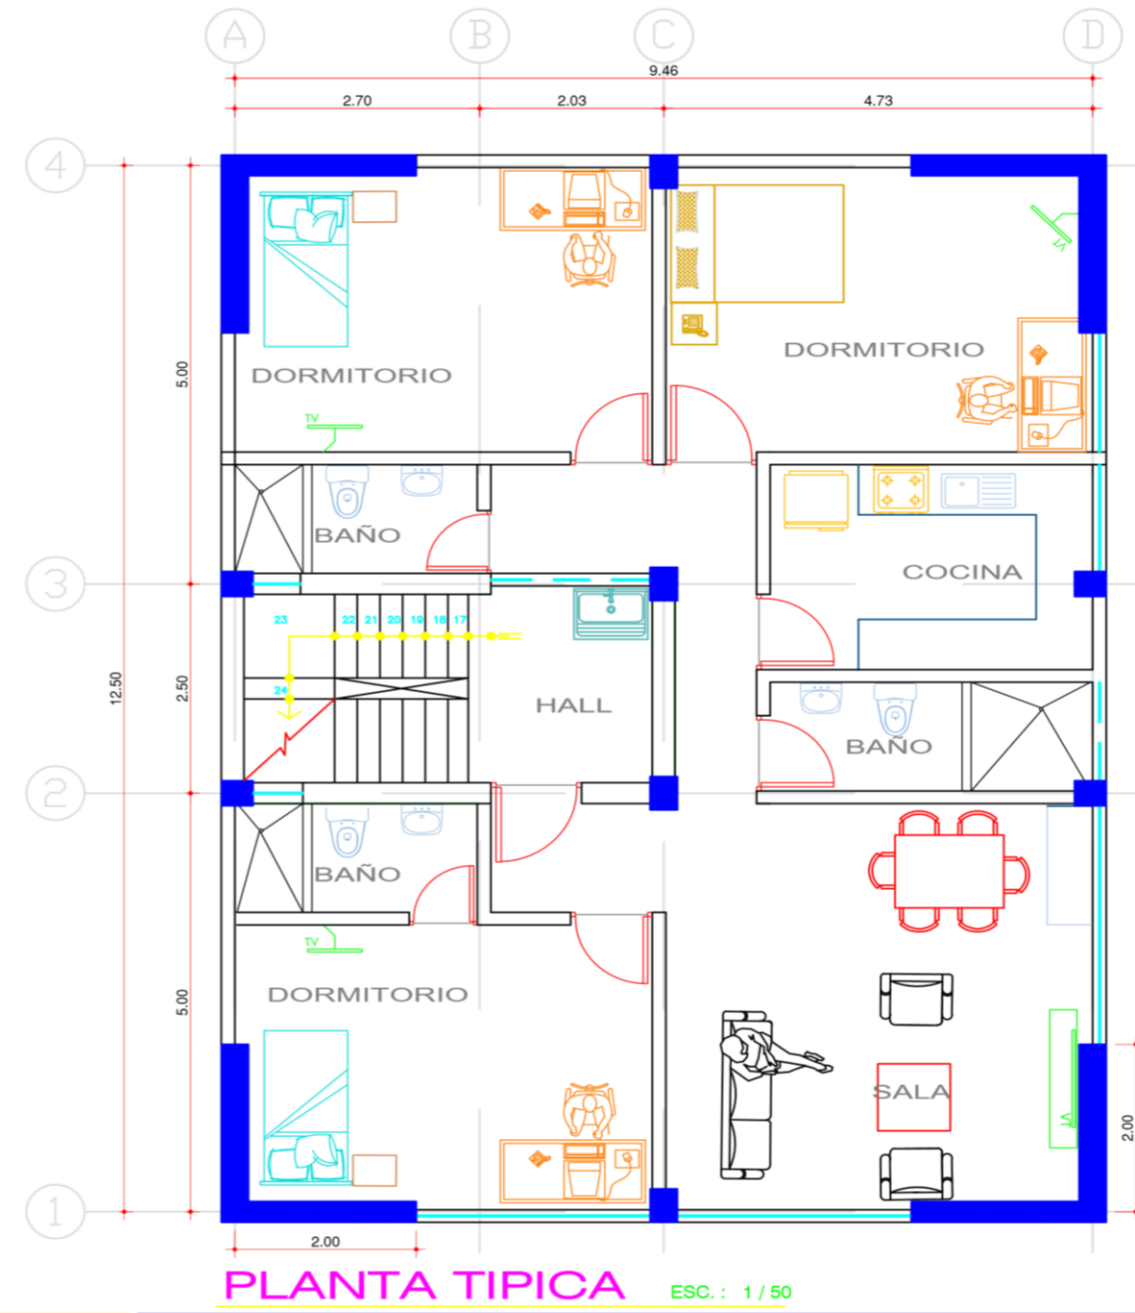 A B C D
9.46
2.70 2.03 4.73
4
VT
DORMITORIO
5.00
DORMITORIO
TV
BAÑO
COCINA
3
23 22 21 20 19 18 17
12.50
2.50
24
HALL
BAÑO
2
BAÑO
TV
DORMITORIO
5.00
SALA
VT
2.00
1
2.00
PLANTA TIPICA ESC. : 1 / 50